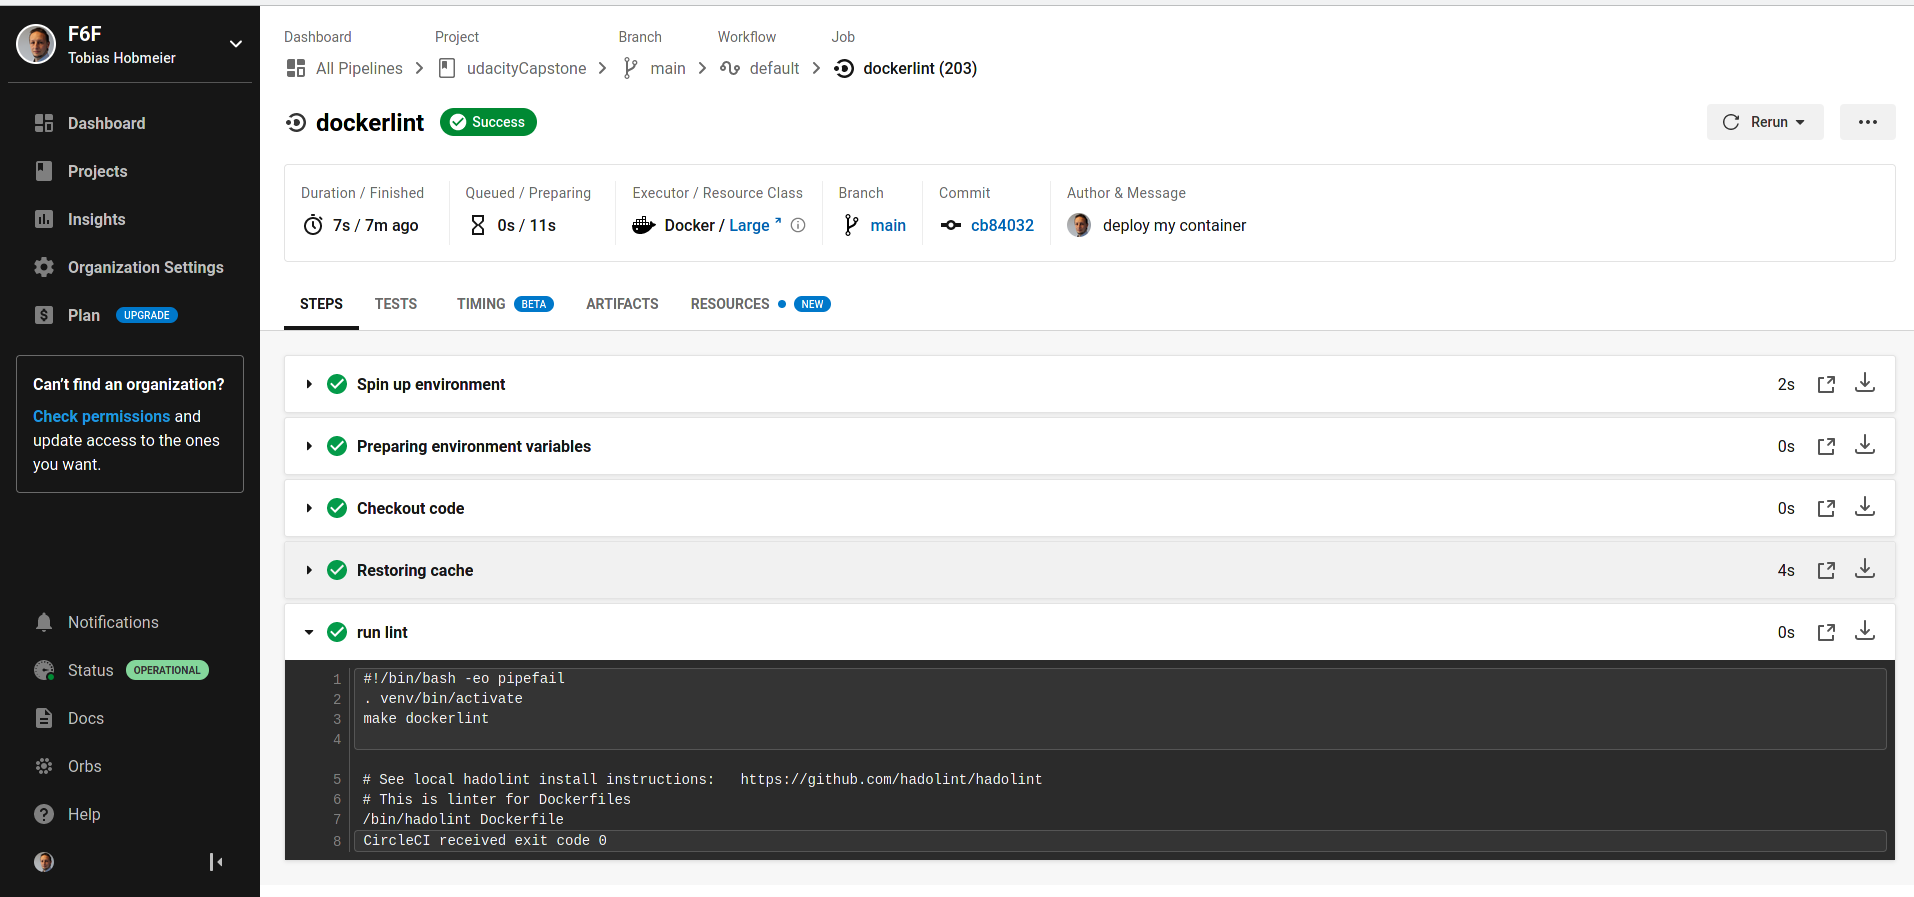 F6F
Tobias Hobmeier
Dashboard
Projects
Insights
Organization Settings
Plan UPGRADE
Can't find an organization?
Check permissions and
update access to the ones
you want.
Notifications
Status OPERATIONAL
Docs
Orbs
Help
Dashboard Project Branch Workflow Job
All Pipelines udacityCapstone main default dockerlint (203)
dockerlint Success
Rerun
Duration / Finished
7s / 7m ago
Queued / Preparing
0s / 11s
Executor / Resource Class
Docker / Large
Branch
main
Commit
cb84032
Author & Message
deploy my container
STEPS TESTS TIMING BETA ARTIFACTS RESOURCES NEW
Spin up environment 2s
Preparing environment variables 0s
Checkout code 0s
Restoring cache 4s
run lint 0s
1 #!/bin/bash -eo pipefail
2 . venv/bin/activate
3 make dockerlint
4
5 # See local hadolint install instructions:   https://github.com/hadolint/hadolint
6 # This is linter for Dockerfiles
7 /bin/hadolint Dockerfile
8 CircleCI received exit code 0